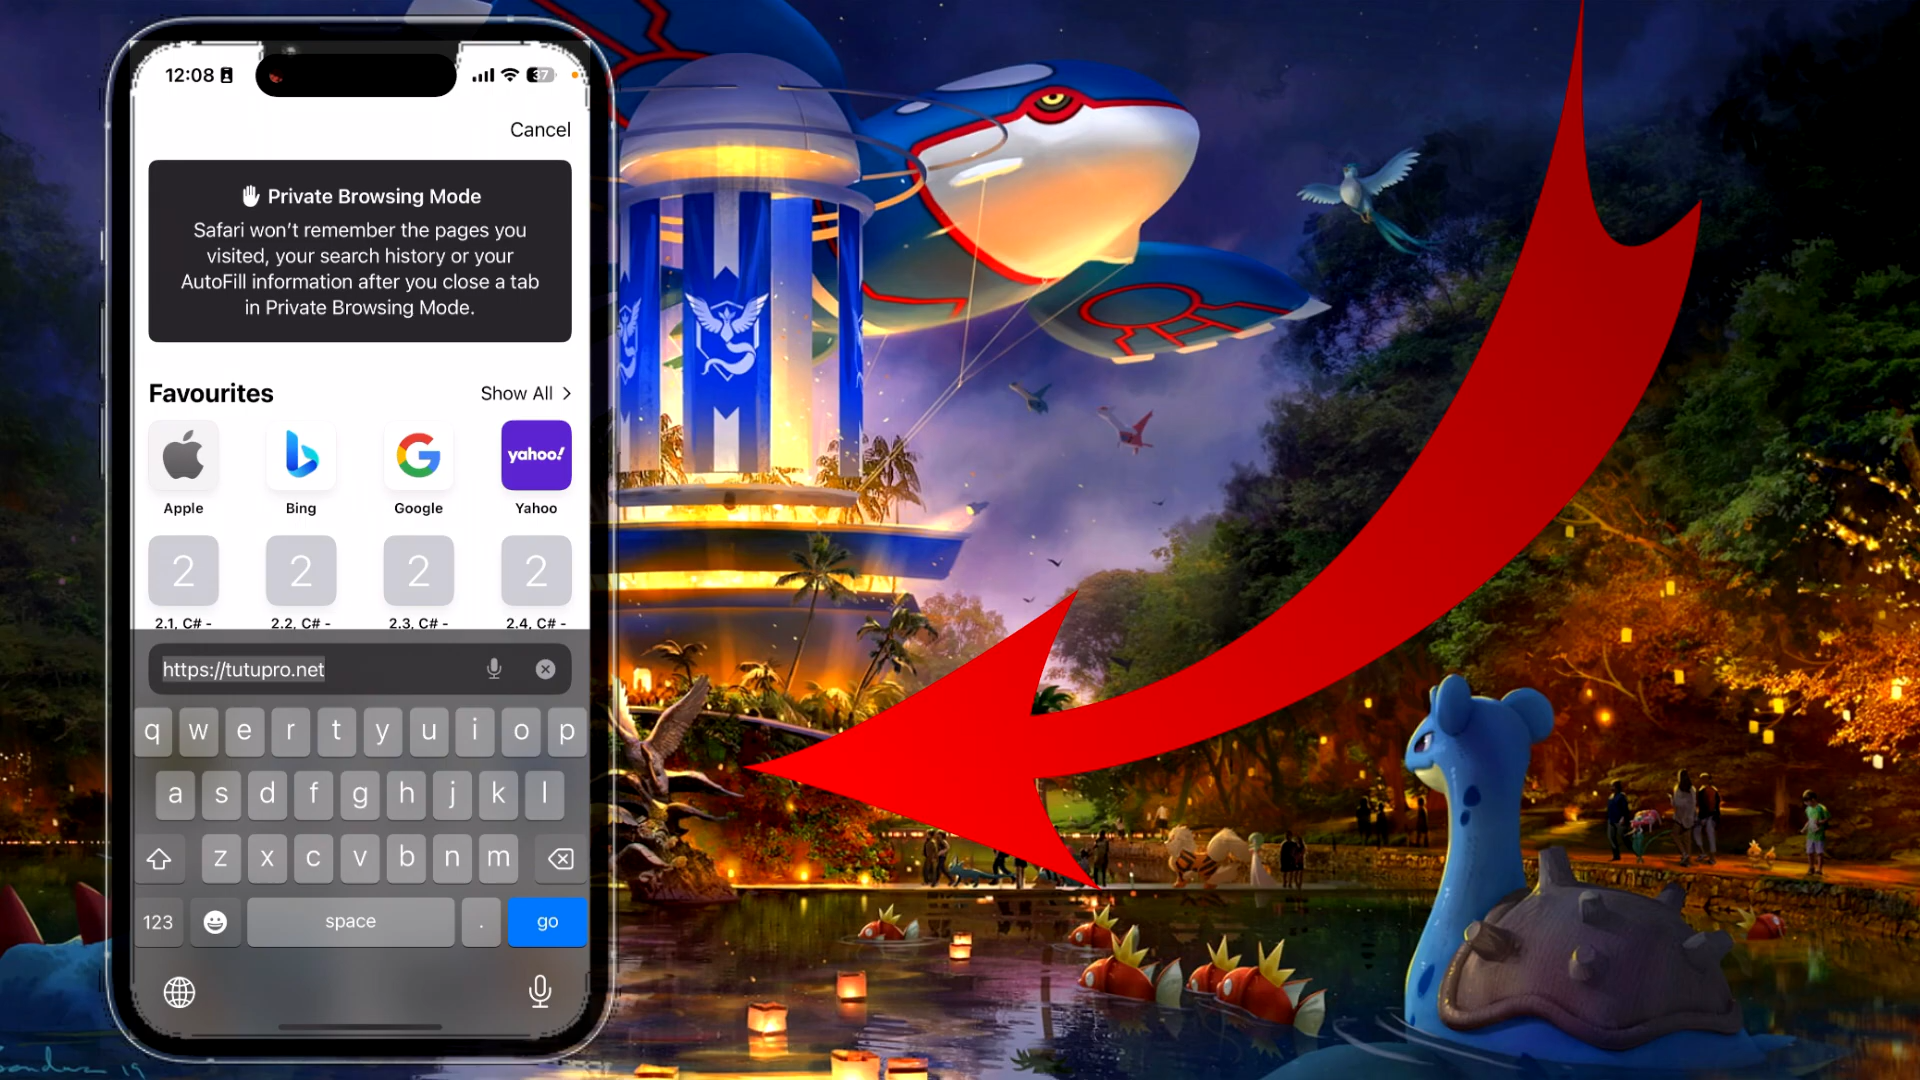 12:08
37
Cancel
Private Browsing Mode
Safari won't remember the pages you
visited, your search history or your
AutoFill information after you close a tab
in Private Browsing Mode.
Favourites
Show All
yahoo!
Apple
Bing
Google
Yahoo
2
2
2
2
2.1, C# -
2.2, C# -
2.3, C# -
2.4, C# -
https://tutupro.net
q w e r t y u i o p
a s d f g h j k l
z x c v b n m
123
space
.
go